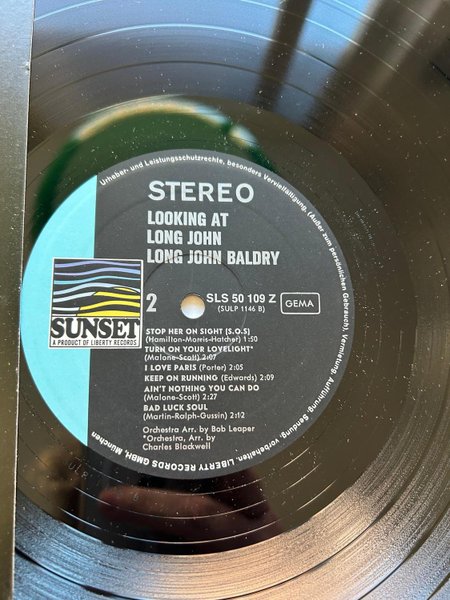 Urheber- und Leistungsschutzrechte, besonders Vervielfältigung, (Außer zum persönlichen Gebrauch), Vermietung, Aufführung, Sendung, vorbehalten. LIBERTY RECORDS GMBH, München
STEREO
LOOKING AT
LONG JOHN
LONG JOHN BALDRY
2 SLS 50 109 Z GEMA
(SULP 1146 B)
SUNSET
A PRODUCT OF LIBERTY RECORDS
STOP HER ON SIGHT (S.O.S)
(Hamilton-Morris-Hatcher) 1:50
TURN ON YOUR LOVELIGHT*
(Malone-Scott) 2:07
I LOVE PARIS (Porter) 2:05
KEEP ON RUNNING (Edwards) 2:09
AIN'T NOTHING YOU CAN DO
(Malone-Scott) 2:27
BAD LUCK SOUL
(Martin-Ralph-Gussin) 2:12
Orchestra Arr. by Bob Leaper
*Orchestra, Arr. by
Charles Blackwell